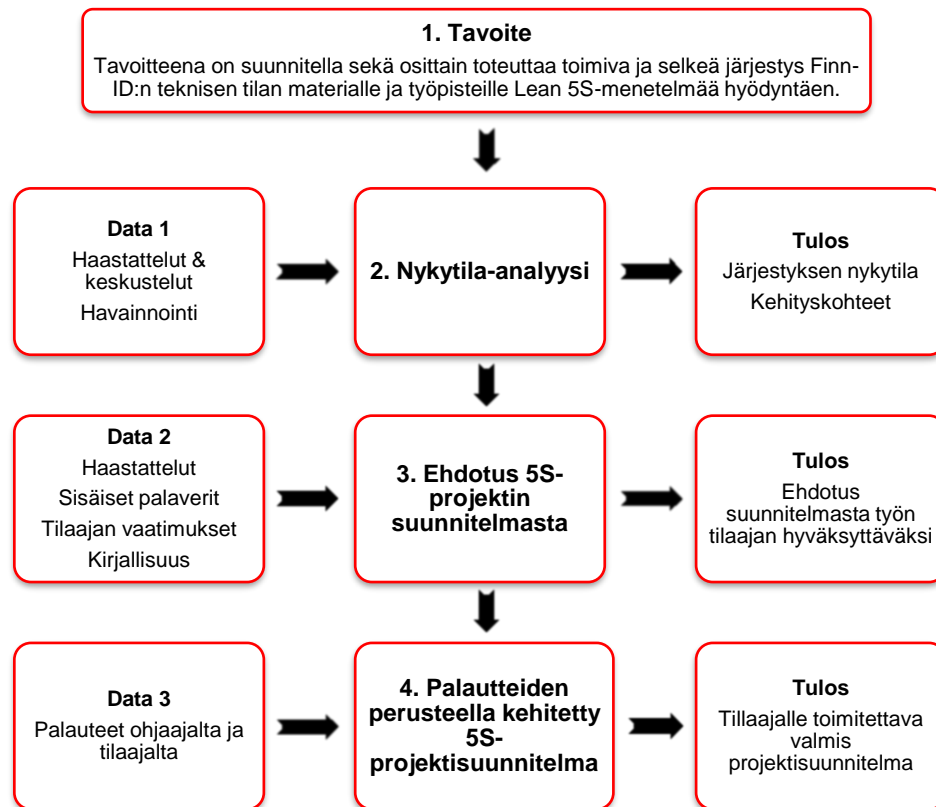 1. Tavoite
Tavoitteena on suunnitella sekä osittain toteuttaa toimiva ja selkeä järjestys Finn-
ID:n teknisen tilan materialle ja työpisteille Lean 5S-menetelmää hyödyntäen.
Data 1
Haastattelut &
keskustelut
Havainnointi
2. Nykytila-analyysi
Tulos
Järjestyksen nykytila
Kehityskohteet
Data 2
Haastattelut
Sisäiset palaverit
Tilaajan vaatimukset
Kirjallisuus
3. Ehdotus 5S-
projektin
suunnitelmasta
Tulos
Ehdotus
suunnitelmasta työn
tilaajan hyväksyttäväksi
Data 3
Palauteet ohjaajalta ja
tilaajalta
4. Palautteiden
perusteella kehitetty
5S-
projektisuunnitelma
Tulos
Tillaajalle toimitettava
valmis
projektisuunnitelma